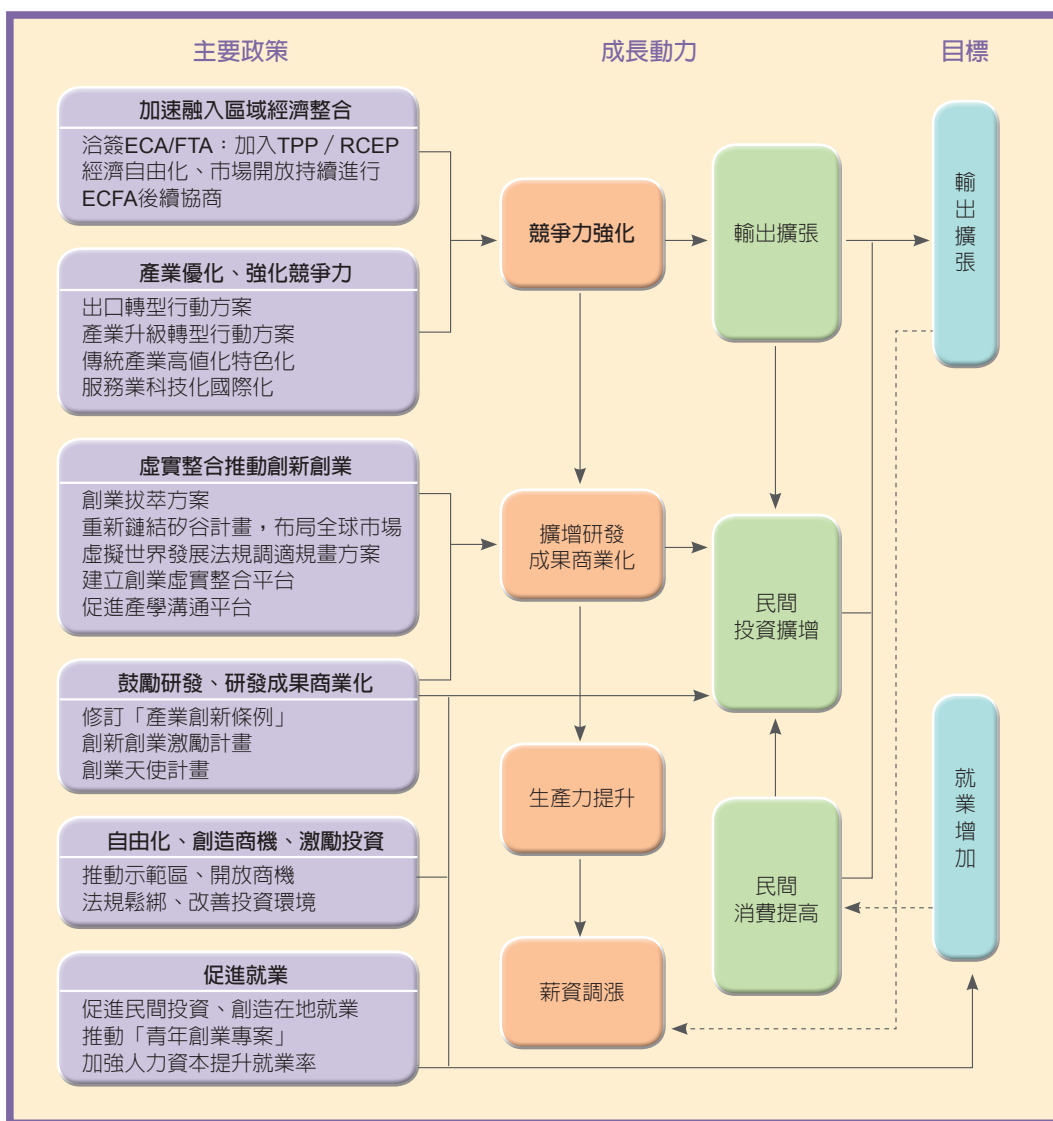 主要政策
成長動力
目標
加速融入區域經濟整合
洽簽ECA/FTA：加入TPP／RCEP
經濟自由化、市場開放持續進行
ECFA後續協商
產業優化、強化競爭力
出口轉型行動方案
產業升級轉型行動方案
傳統產業高值化特色化
服務業科技化國際化
虛實整合推動創新創業
創業拔萃方案
重新鏈結矽谷計畫，布局全球市場
虛擬世界發展法規調適規畫方案
建立創業虛實整合平台
促進產學溝通平台
鼓勵研發、研發成果商業化
修訂「產業創新條例」
創新創業激勵計畫
創業天使計畫
自由化、創造商機、激勵投資
推動示範區、開放商機
法規鬆綁、改善投資環境
促進就業
促進民間投資、創造在地就業
推動「青年創業專案」
加強人力資本提升就業率
競爭力強化
擴增研發
成果商業化
生產力提升
薪資調漲
輸出擴張
民間
投資擴增
民間
消費提高
輸出擴張
就業增加